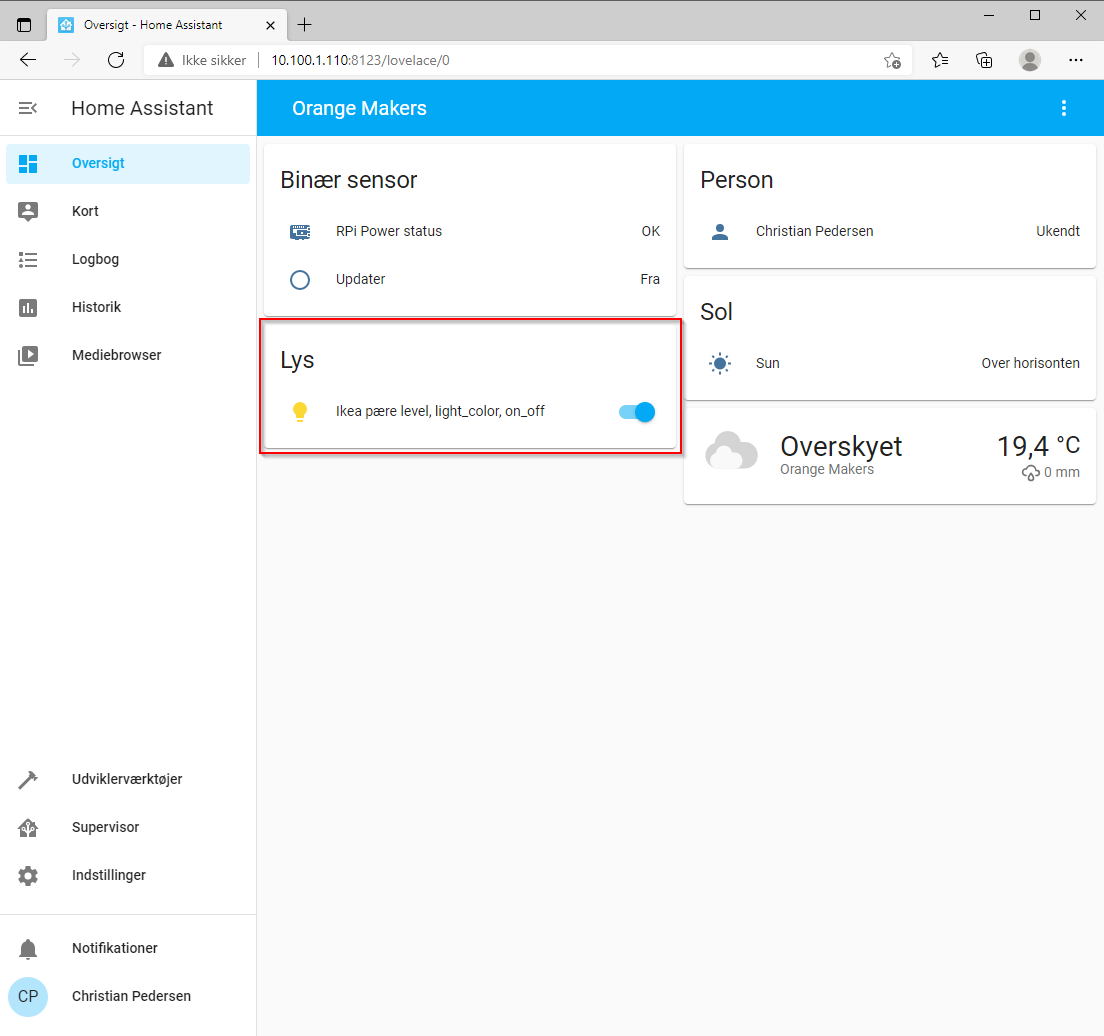 Oversigt - Home Assistant
Ikke sikker
10.100.1.110:8123/lovelace/0
Home Assistant
Orange Makers
Oversigt
Kort
Logbog
Historik
Mediebrowser
Udviklerværktøjer
Supervisor
Indstillinger
Notifikationer
CP Christian Pedersen
Binær sensor
RPi Power status OK
Updater Fra
Lys
Ikea pære level, light_color, on_off
Person
Christian Pedersen Ukendt
Sol
Sun Over horisonten
Overskyet 19,4 °C
Orange Makers 0 mm